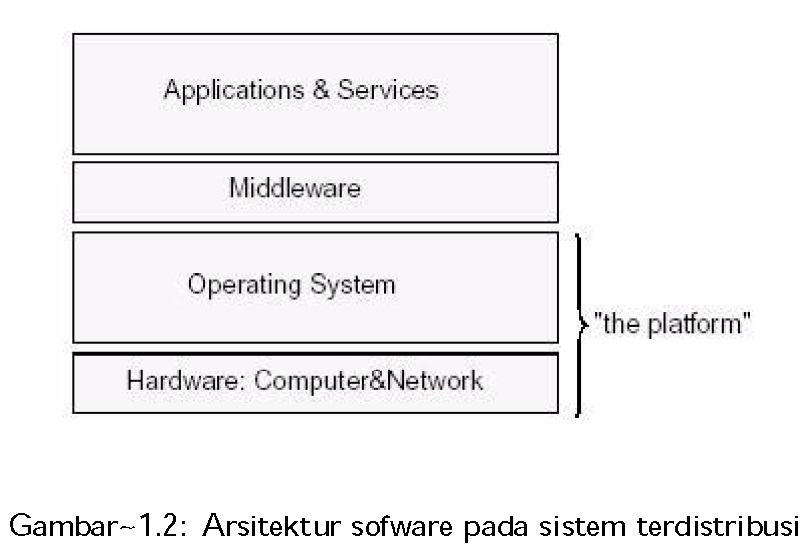 Applications & Services
Middleware
Operating System
"the platform"
Hardware: Computer&Network
Gambar~1.2: Arsitektur sofware pada sistem terdistribusi